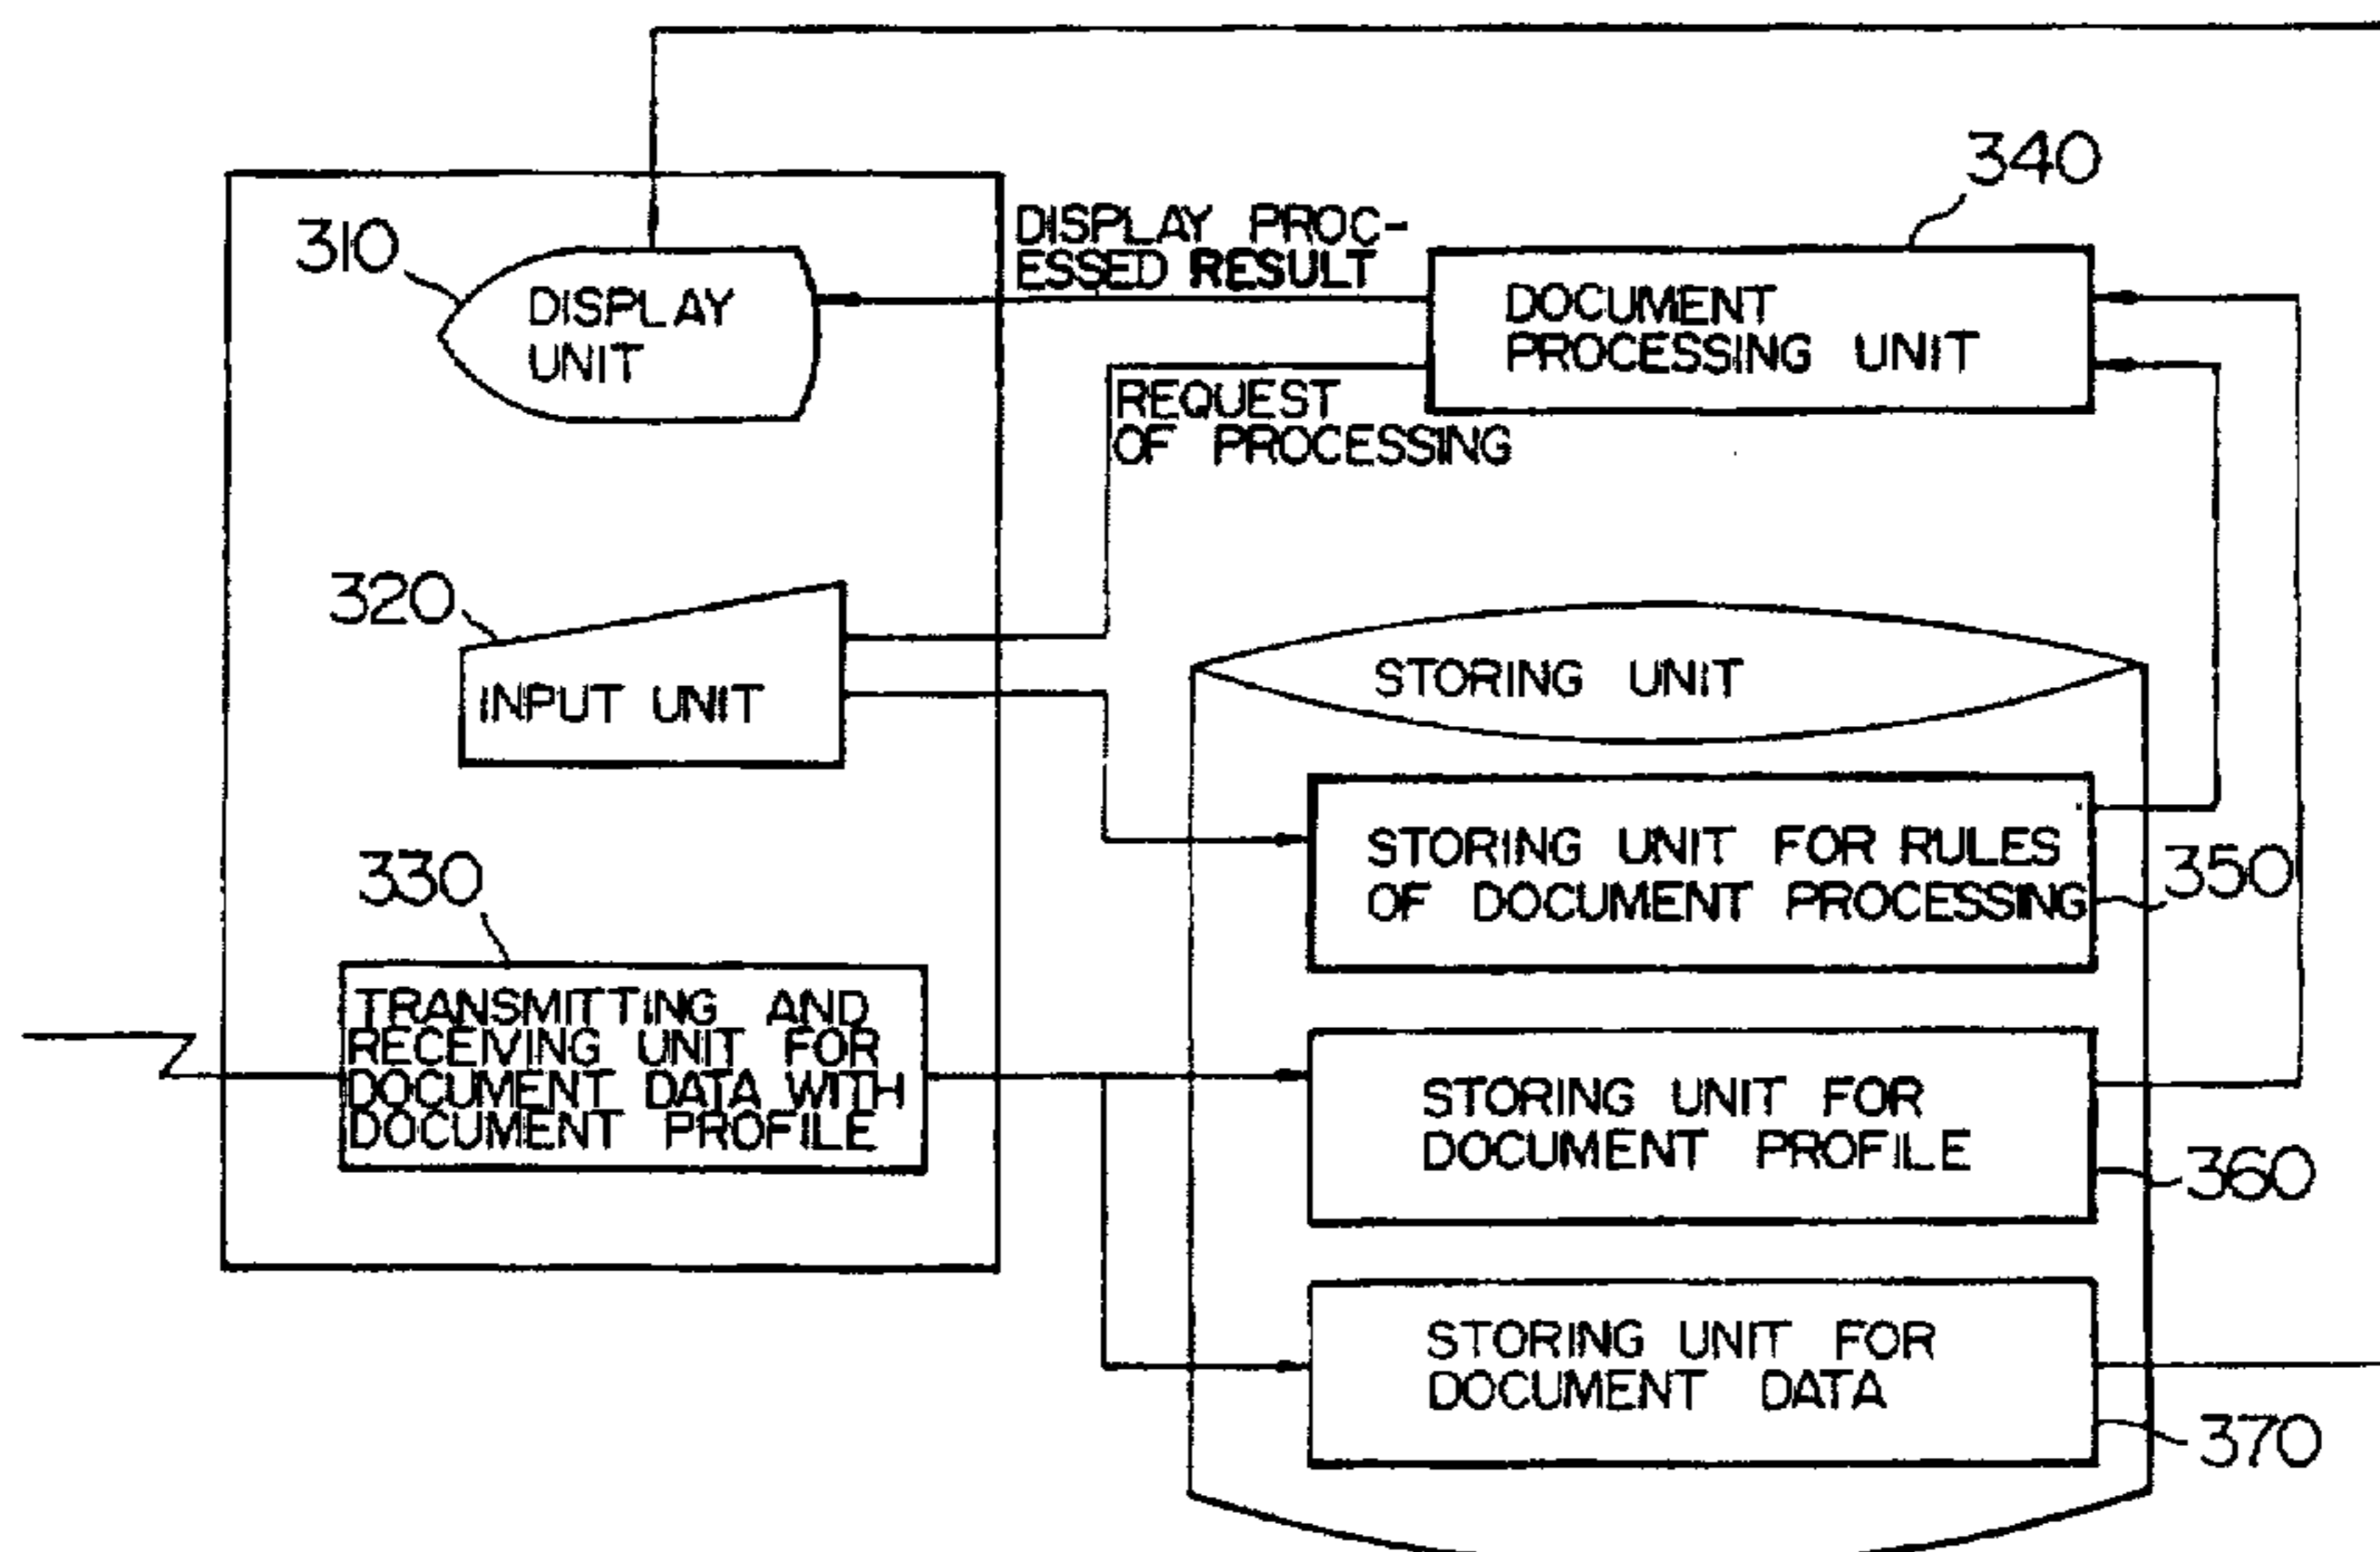 340
310
DISPLAY PROC-
ESSED RESULT
DISPLAY
UNIT
DOCUMENT
PROCESSING UNIT
REQUEST
OF PROCESSING
320
INPUT UNIT
STORING UNIT
330
STORING UNIT FOR RULES
OF DOCUMENT PROCESSING
350
TRANSMITTING AND
RECEIVING UNIT FOR
DOCUMENT DATA WITH
DOCUMENT PROFILE
STORING UNIT FOR
DOCUMENT PROFILE
360
STORING UNIT FOR
DOCUMENT DATA
370